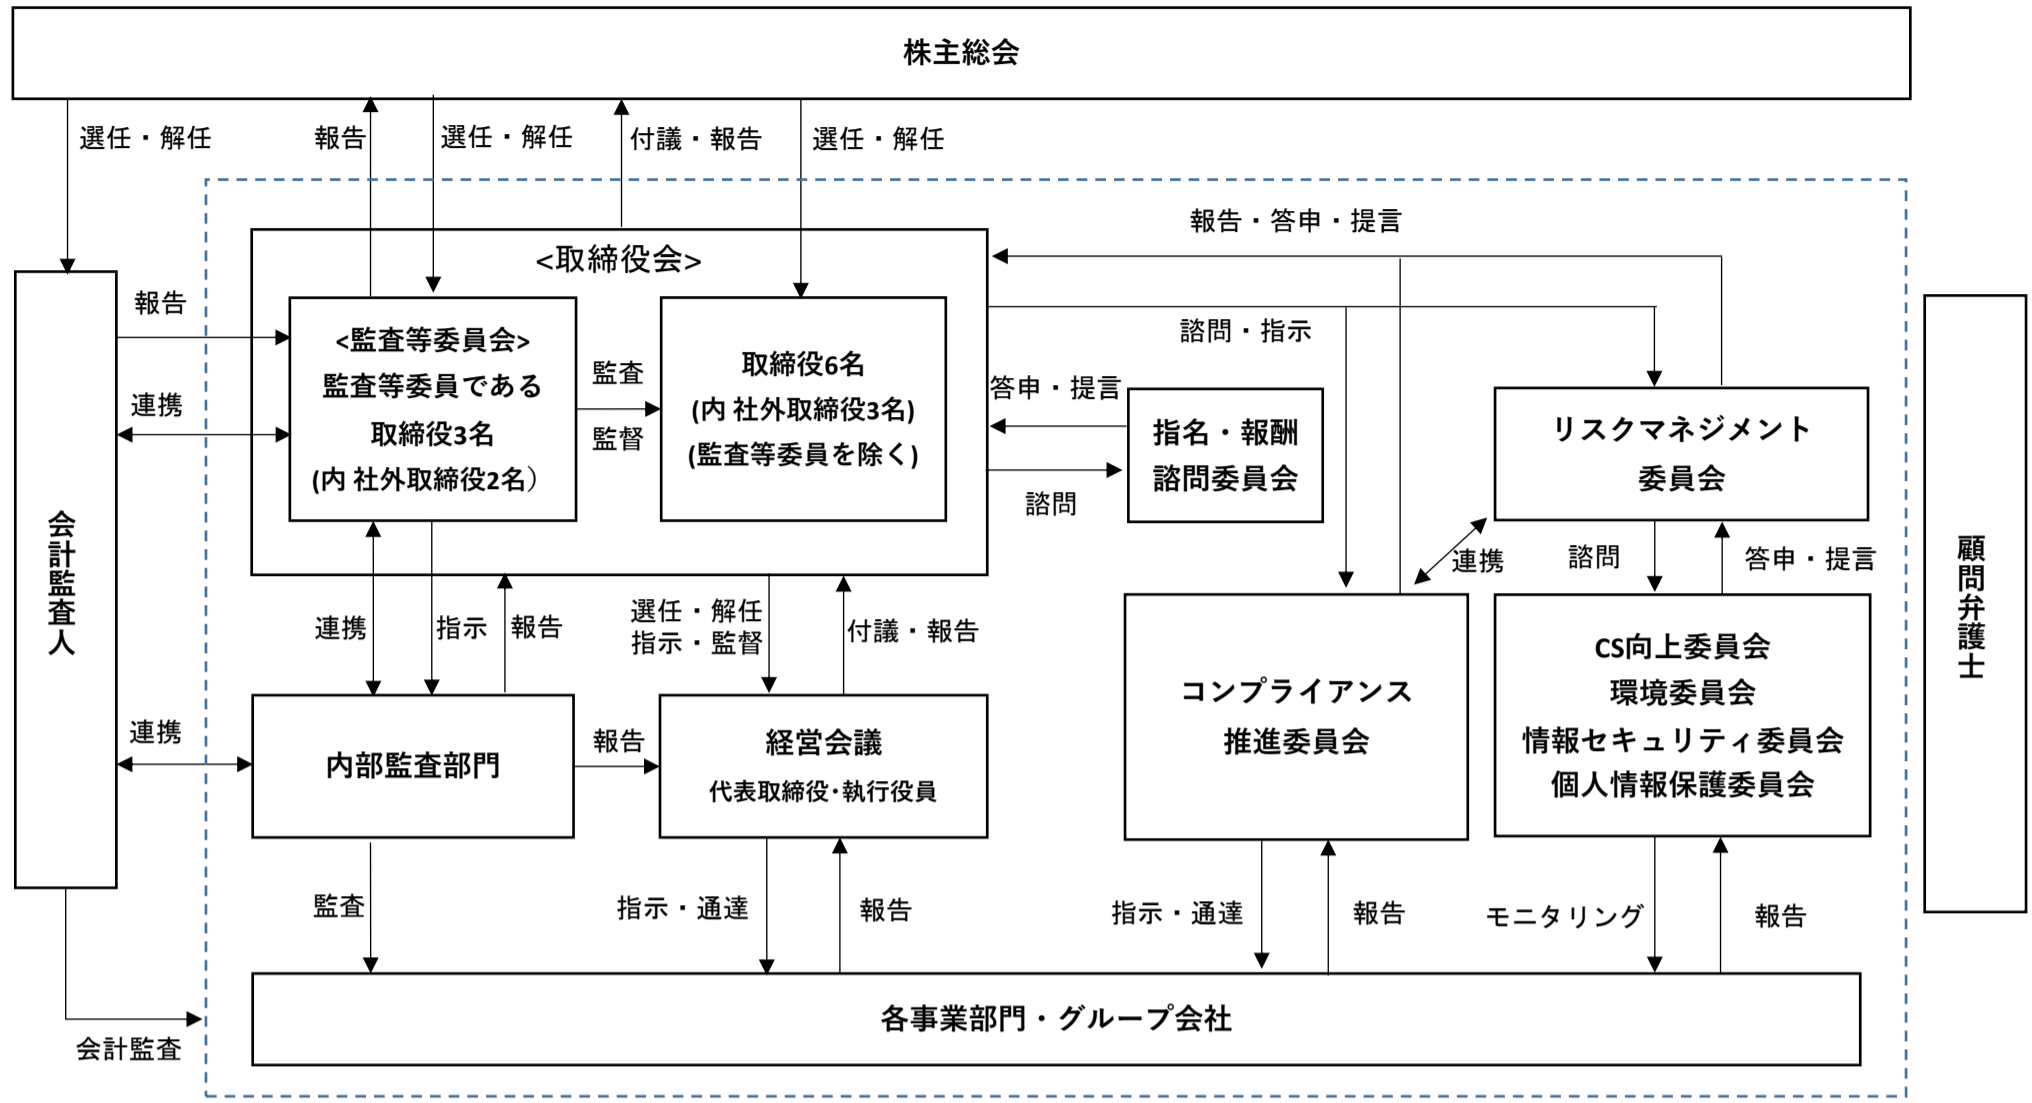 株主総会
選任・解任
報告
選任・解任
付議・報告
選任・解任
報告・答申・提言
<取締役会>
報告
諮問・指示
<監査等委員会>
監査等委員である
取締役3名
(内 社外取締役2名）
監査
監督
取締役6名
(内 社外取締役3名)
(監査等委員を除く)
答申・提言
諮問
指名・報酬
諮問委員会
リスクマネジメント
委員会
連携
会計監査人
顧問弁護士
連携
諮問
答申・提言
連携
指示
報告
選任・解任
指示・監督
付議・報告
コンプライアンス
推進委員会
CS向上委員会
環境委員会
情報セキュリティ委員会
個人情報保護委員会
連携
内部監査部門
報告
経営会議
代表取締役･執行役員
監査
指示・通達
報告
指示・通達
報告
モニタリング
報告
各事業部門・グループ会社
会計監査